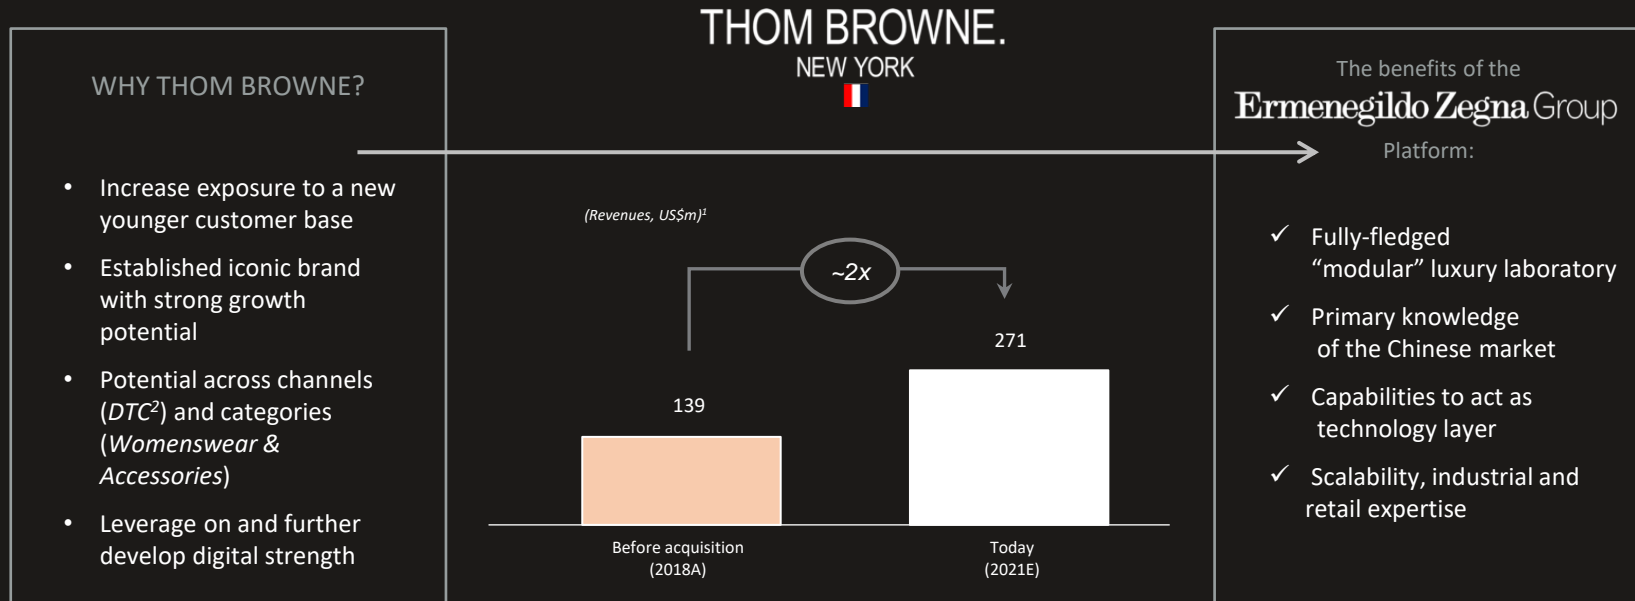 THOM BROWNE.
NEW YORK
WHY THOM BROWNE?
• Increase exposure to a new
younger customer base
• Established iconic brand
with strong growth
potential
• Potential across channels
(DTC²) and categories
(Womenswear &
Accessories)
• Leverage on and further
develop digital strength
(Revenues, US$m)¹
~2x
139
271
Before acquisition
(2018A)
Today
(2021E)
The benefits of the
Ermenegildo Zegna Group
Platform:
✓ Fully-fledged
“modular” luxury laboratory
✓ Primary knowledge
of the Chinese market
✓ Capabilities to act as
technology layer
✓ Scalability, industrial and
retail expertise